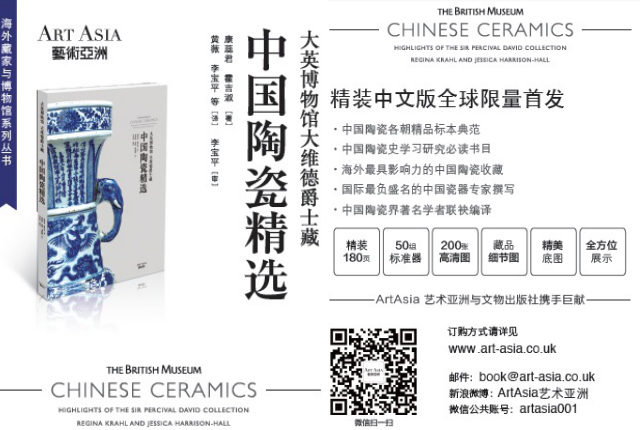 海外藏家与博物馆系列丛书
ART ASIA
藝術亞洲
大英博物馆大维德爵士藏
中国陶瓷精选
康蕊君 霍吉淑 [著]
黄薇 李宝平 等 [译] 李宝平 [审]
中国陶瓷精选
THE BRITISH MUSEUM
CHINESE CERAMICS
HIGHLIGHTS OF THE SIR PERCIVAL DAVID COLLECTION
REGINA KRAHL AND JESSICA HARRISON-HALL
THE BRITISH MUSEUM
CHINESE CERAMICS
HIGHLIGHTS OF THE SIR PERCIVAL DAVID COLLECTION
REGINA KRAHL AND JESSICA HARRISON-HALL
精装中文版全球限量首发
·中国陶瓷各朝精品标本典范
·中国陶瓷史学习研究必读书目
·海外最具影响力的中国陶瓷收藏
·国际最负盛名的中国瓷器专家撰写
·中国陶瓷界著名学者联袂编译
精装
180页
50组
标准器
200张
高清图
藏品
细节图
精美
底图
全方位
展示
ArtAsia 艺术亚洲与文物出版社携手巨献
ART ASIA
微信扫一扫
订购方式请详见
www.art-asia.co.uk
邮件：book@art-asia.co.uk
新浪微博：ArtAsia艺术亚洲
微信公共账号：artasia001